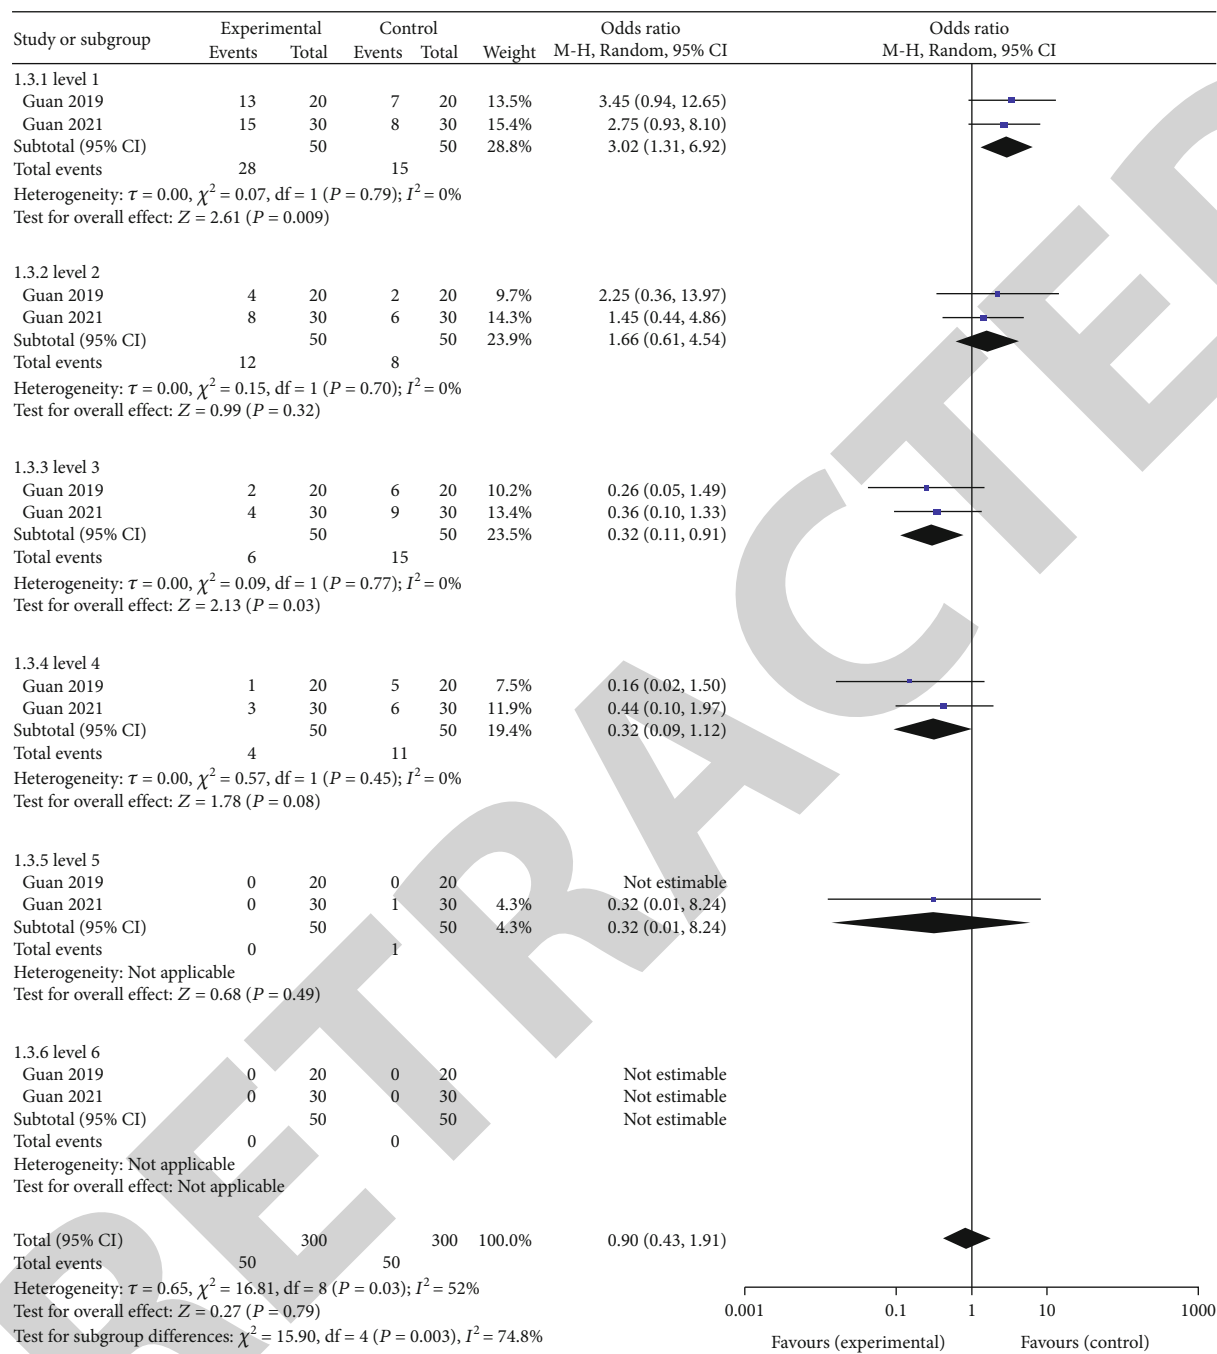 Study or subgroup Experimental Control Weight Odds ratio Odds ratio
Events Total Events Total M-H, Random, 95% CI M-H, Random, 95% CI
1.3.1 level 1
Guan 2019 13 20 7 20 13.5% 3.45 (0.94, 12.65)
Guan 2021 15 30 8 30 15.4% 2.75 (0.93, 8.10)
Subtotal (95% CI) 50 50 28.8% 3.02 (1.31, 6.92)
Total events 28 15
Heterogeneity: τ = 0.00, χ² = 0.07, df = 1 (P = 0.79); I² = 0%
Test for overall effect: Z = 2.61 (P = 0.009)
1.3.2 level 2
Guan 2019 4 20 2 20 9.7% 2.25 (0.36, 13.97)
Guan 2021 8 30 6 30 14.3% 1.45 (0.44, 4.86)
Subtotal (95% CI) 50 50 23.9% 1.66 (0.61, 4.54)
Total events 12 8
Heterogeneity: τ = 0.00, χ² = 0.15, df = 1 (P = 0.70); I² = 0%
Test for overall effect: Z = 0.99 (P = 0.32)
1.3.3 level 3
Guan 2019 2 20 6 20 10.2% 0.26 (0.05, 1.49)
Guan 2021 4 30 9 30 13.4% 0.36 (0.10, 1.33)
Subtotal (95% CI) 50 50 23.5% 0.32 (0.11, 0.91)
Total events 6 15
Heterogeneity: τ = 0.00, χ² = 0.09, df = 1 (P = 0.77); I² = 0%
Test for overall effect: Z = 2.13 (P = 0.03)
1.3.4 level 4
Guan 2019 1 20 5 20 7.5% 0.16 (0.02, 1.50)
Guan 2021 3 30 6 30 11.9% 0.44 (0.10, 1.97)
Subtotal (95% CI) 50 50 19.4% 0.32 (0.09, 1.12)
Total events 4 11
Heterogeneity: τ = 0.00, χ² = 0.57, df = 1 (P = 0.45); I² = 0%
Test for overall effect: Z = 1.78 (P = 0.08)
1.3.5 level 5
Guan 2019 0 20 0 20 Not estimable
Guan 2021 0 30 1 30 4.3% 0.32 (0.01, 8.24)
Subtotal (95% CI) 50 50 4.3% 0.32 (0.01, 8.24)
Total events 0 1
Heterogeneity: Not applicable
Test for overall effect: Z = 0.68 (P = 0.49)
1.3.6 level 6
Guan 2019 0 20 0 20 Not estimable
Guan 2021 0 30 0 30 Not estimable
Subtotal (95% CI) 50 50 Not estimable
Total events 0 0
Heterogeneity: Not applicable
Test for overall effect: Not applicable
Total (95% CI) 300 300 100.0% 0.90 (0.43, 1.91)
Total events 50 50
Heterogeneity: τ = 0.65, χ² = 16.81, df = 8 (P = 0.03); I² = 52%
Test for overall effect: Z = 0.27 (P = 0.79)
Test for subgroup differences: χ² = 15.90, df = 4 (P = 0.003), I² = 74.8%
0.001 0.1 1 10 1000
Favours (experimental) Favours (control)
RETRACTED